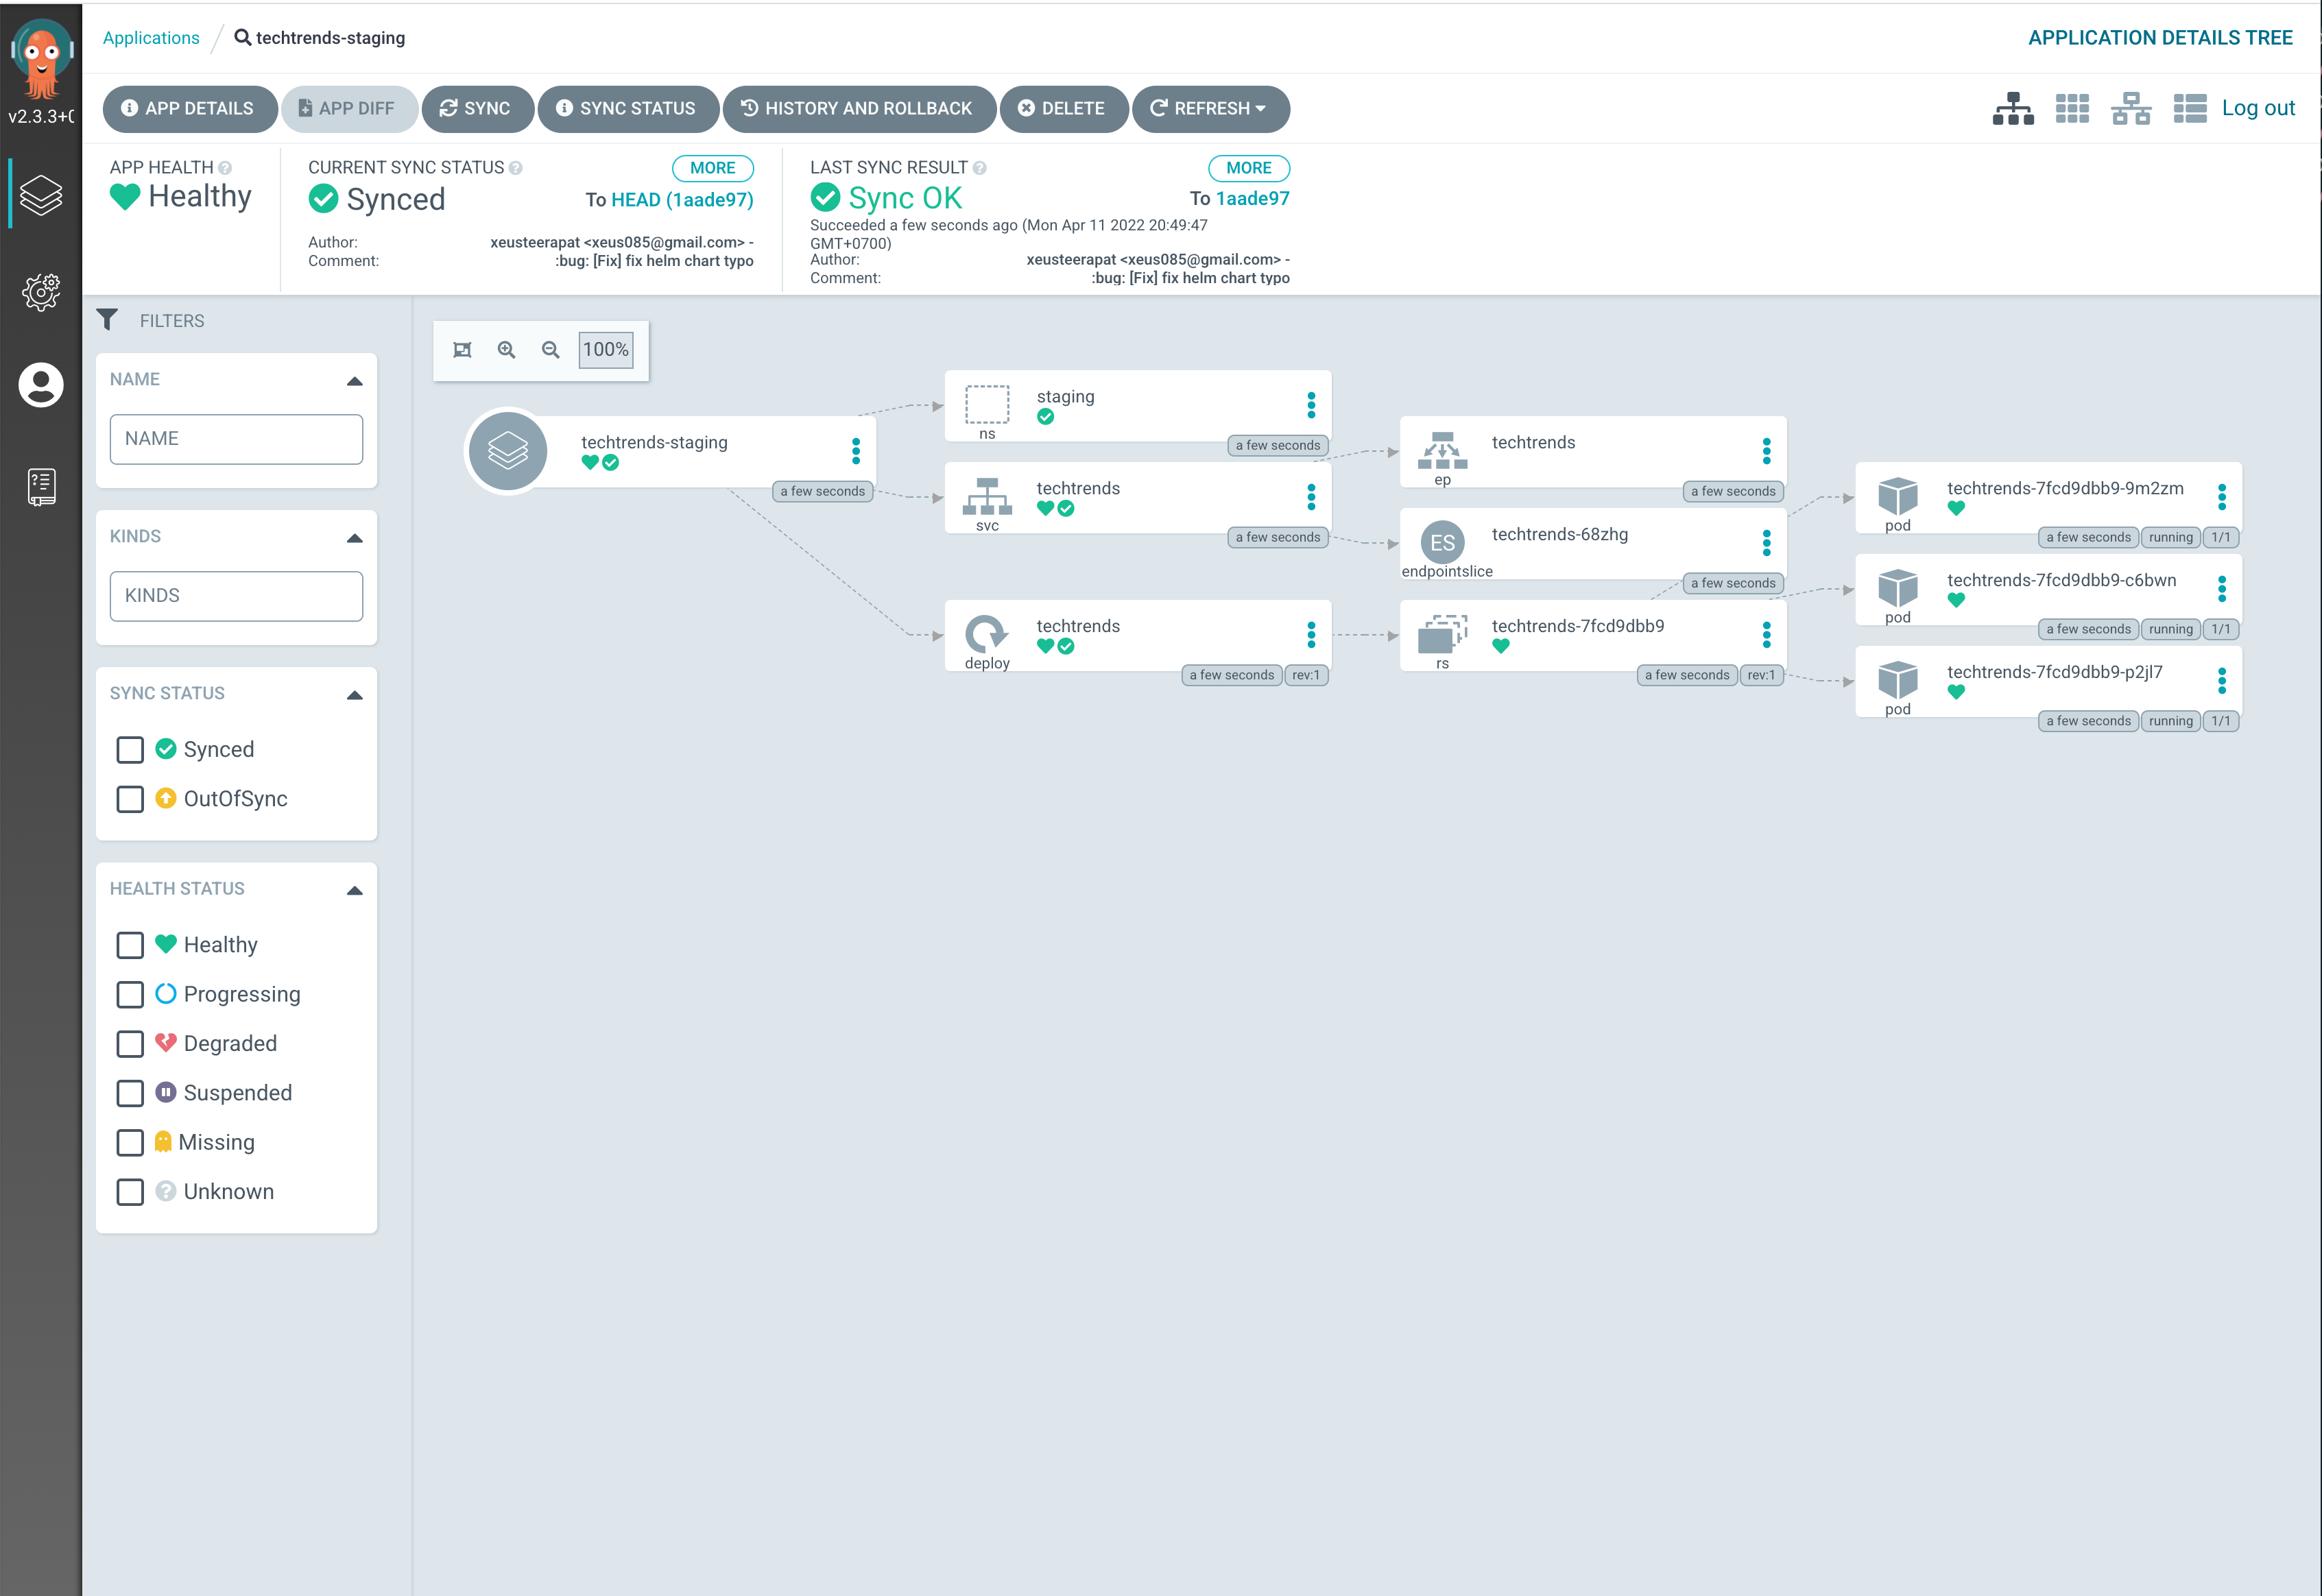 v2.3.3+0
Applications / techtrends-staging
APPLICATION DETAILS TREE
APP DETAILS
APP DIFF
SYNC
SYNC STATUS
HISTORY AND ROLLBACK
DELETE
REFRESH
Log out
APP HEALTH
Healthy
CURRENT SYNC STATUS
MORE
Synced
To HEAD (1aade97)
Author: xeusteerapat <xeus085@gmail.com> -
Comment: :bug: [Fix] fix helm chart typo
LAST SYNC RESULT
MORE
Sync OK
To 1aade97
Succeeded a few seconds ago (Mon Apr 11 2022 20:49:47
GMT+0700)
Author: xeusteerapat <xeus085@gmail.com> -
Comment: :bug: [Fix] fix helm chart typo
FILTERS
NAME
NAME
KINDS
KINDS
SYNC STATUS
Synced
OutOfSync
HEALTH STATUS
Healthy
Progressing
Degraded
Suspended
Missing
Unknown
100%
techtrends-staging
a few seconds
staging
ns
a few seconds
techtrends
svc
a few seconds
techtrends
deploy
a few seconds
rev:1
techtrends
ep
a few seconds
ES
techtrends-68zhg
endpointslice
a few seconds
techtrends-7fcd9dbb9
rs
a few seconds
rev:1
techtrends-7fcd9dbb9-9m2zm
pod
a few seconds
running
1/1
techtrends-7fcd9dbb9-c6bwn
pod
a few seconds
running
1/1
techtrends-7fcd9dbb9-p2jl7
pod
a few seconds
running
1/1